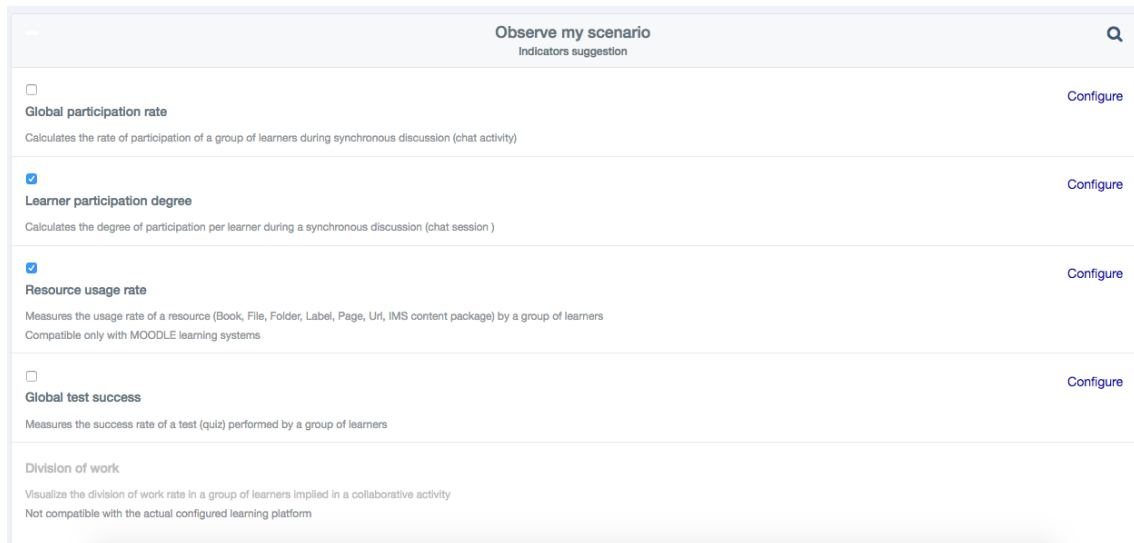 Observe my scenario
Indicators suggestion
Configure
Global participation rate
Calculates the rate of participation of a group of learners during synchronous discussion (chat activity)
Configure
Learner participation degree
Calculates the degree of participation per learner during a synchronous discussion (chat session )
Configure
Resource usage rate
Measures the usage rate of a resource (Book, File, Folder, Label, Page, Url, IMS content package) by a group of learners
Compatible only with MOODLE learning systems
Configure
Global test success
Measures the success rate of a test (quiz) performed by a group of learners
Division of work
Visualize the division of work rate in a group of learners implied in a collaborative activity
Not compatible with the actual configured learning platform